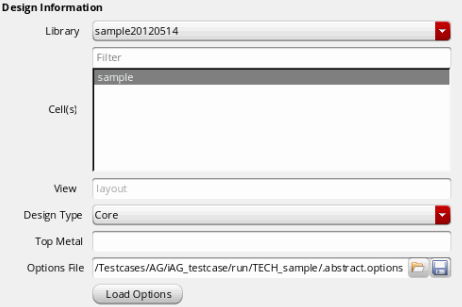 Design Information
Library sample20120514
Filter
sample
Cell(s)
View layout
Design Type Core
Top Metal
Options File /Testcases/AG/iAG_testcase/run/TECH_sample/.abstract.options
Load Options